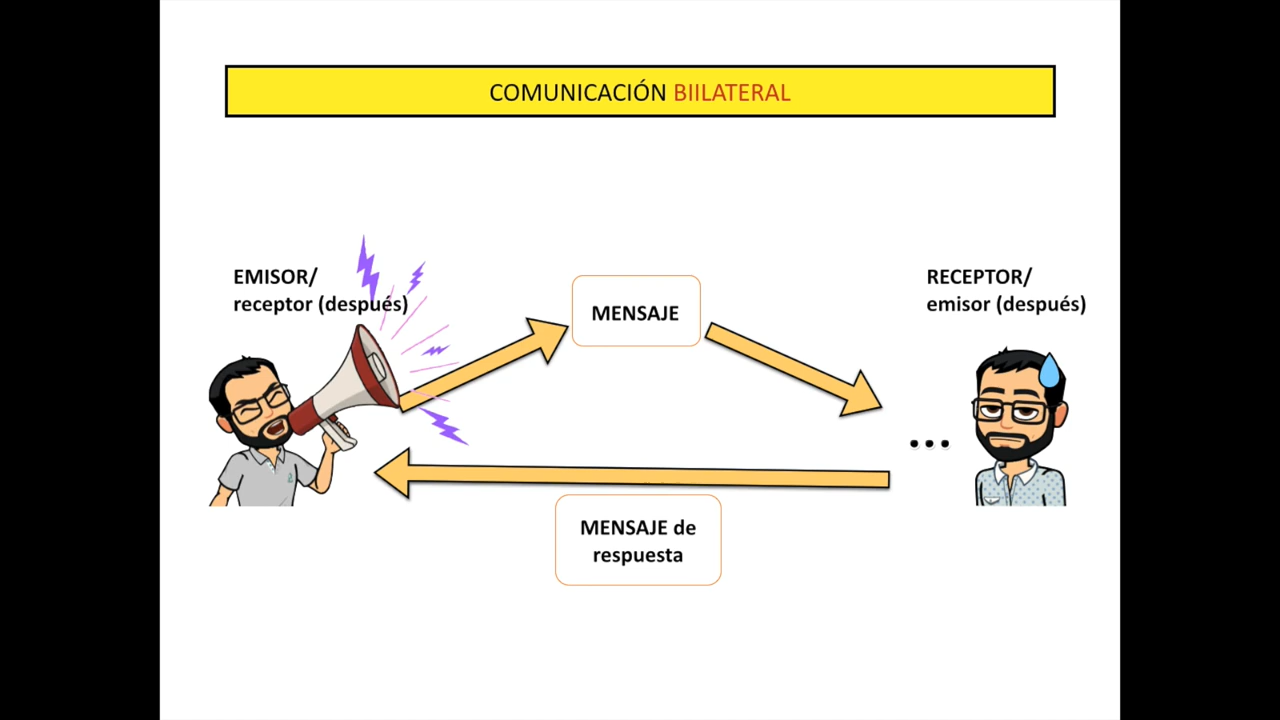 COMUNICACIÓN BIILATERAL
EMISOR/
receptor (después)
MENSAJE
RECEPTOR/
emisor (después)
...
MENSAJE de
respuesta